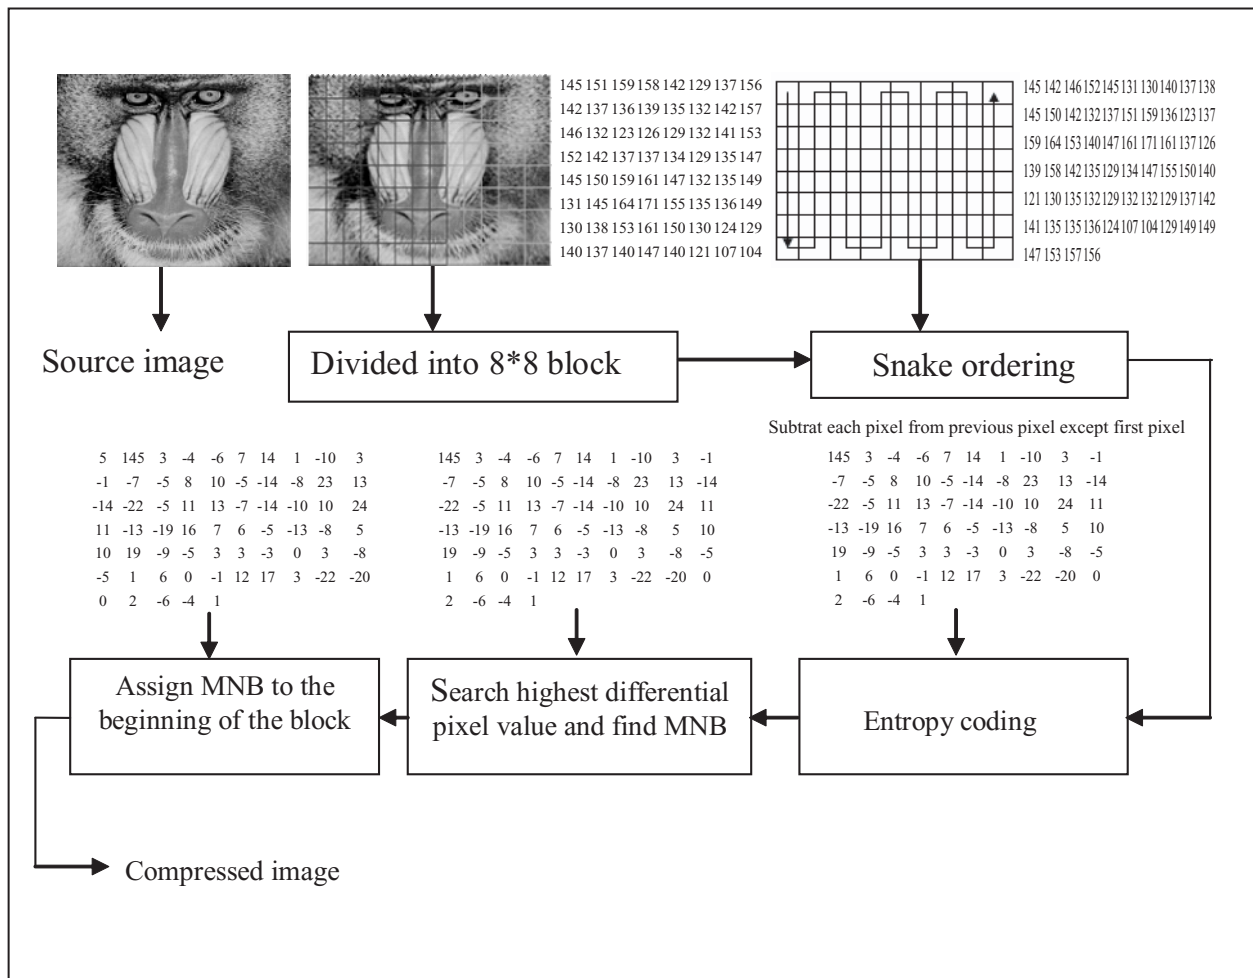 145 151 159 158 142 129 137 156
142 137 136 139 135 132 142 157
146 132 123 126 129 132 141 153
152 142 137 137 134 129 135 147
145 150 159 161 147 132 135 149
131 145 164 171 155 135 136 149
130 138 153 161 150 130 124 129
140 137 140 147 140 121 107 104
145 142 146 152 145 131 130 140 137 138
145 150 142 132 137 151 159 136 123 137
159 164 153 140 147 161 171 161 137 126
139 158 142 135 129 134 147 155 150 140
121 130 135 132 129 132 132 129 137 142
141 135 135 136 124 107 104 129 149 149
147 153 157 156
Source image
Divided into 8*8 block
Snake ordering
Subtrat each pixel from previous pixel except first pixel
5 145 3 -4 -6 7 14 1 -10 3
-1 -7 -5 8 10 -5 -14 -8 23 13
-14 -22 -5 11 13 -7 -14 -10 10 24
11 -13 -19 16 7 6 -5 -13 -8 5
10 19 -9 -5 3 3 -3 0 3 -8
-5 1 6 0 -1 12 17 3 -22 -20
0 2 -6 -4 1
145 3 -4 -6 7 14 1 -10 3 -1
-7 -5 8 10 -5 -14 -8 23 13 -14
-22 -5 11 13 -7 -14 -10 10 24 11
-13 -19 16 7 6 -5 -13 -8 5 10
19 -9 -5 3 3 -3 0 3 -8 -5
1 6 0 -1 12 17 3 -22 -20 0
2 -6 -4 1
145 3 -4 -6 7 14 1 -10 3 -1
-7 -5 8 10 -5 -14 -8 23 13 -14
-22 -5 11 13 -7 -14 -10 10 24 11
-13 -19 16 7 6 -5 -13 -8 5 10
19 -9 -5 3 3 -3 0 3 -8 -5
1 6 0 -1 12 17 3 -22 -20 0
2 -6 -4 1
Assign MNB to the
beginning of the block
Search highest differential
pixel value and find MNB
Entropy coding
Compressed image